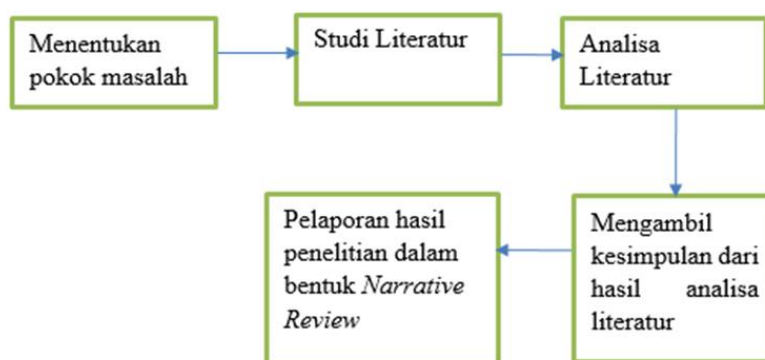 Menentukan
pokok masalah
Studi Literatur
Analisa
Literatur
Mengambil
kesimpulan dari
hasil analisa
literatur
Pelaporan hasil
penelitian dalam
bentuk Narrative
Review